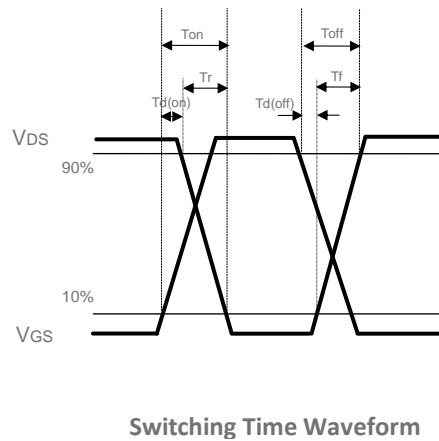 Ton
Toff
Tr
Tf
Td(on)
Td(off)
VDS
90%
10%
VGS
Switching Time Waveform